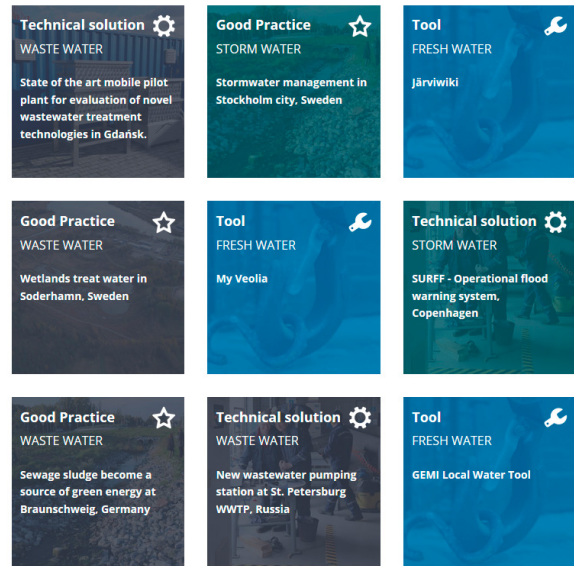 Technical solution
WASTE WATER
State of the art mobile pilot
plant for evaluation of novel
wastewater treatment
technologies in Gdańsk.
Good Practice
STORM WATER
Stormwater management in
Stockholm city, Sweden
Tool
FRESH WATER
Järviwiki
Good Practice
WASTE WATER
Wetlands treat water in
Soderhamn, Sweden
Tool
FRESH WATER
My Veolia
Technical solution
STORM WATER
SURFF - Operational flood
warning system,
Copenhagen
Good Practice
WASTE WATER
Sewage sludge become a
source of green energy at
Braunschweig, Germany
Technical solution
WASTE WATER
New wastewater pumping
station at St. Petersburg
WWTP, Russia
Tool
FRESH WATER
GEMI Local Water Tool